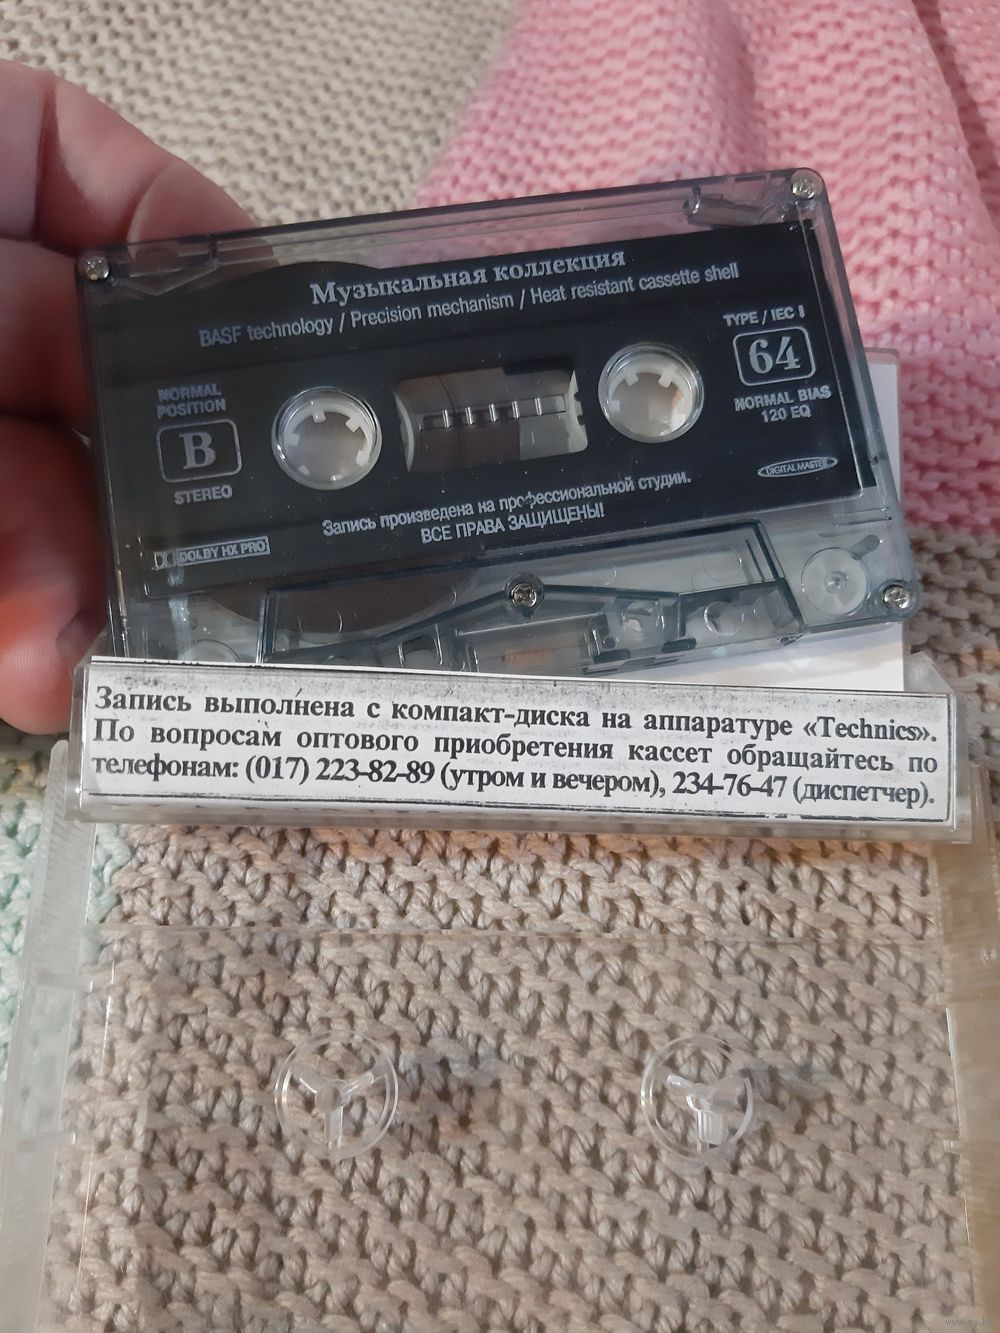 Музыкальная коллекция
BASF technology / Precision mechanism / Heat resistant cassette shell
NORMAL
POSITION
B
STEREO
TYPE / IEC I
64
NORMAL BIAS
120 EQ
DIGITAL MASTER
Запись произведена на профессиональной студии.
ВСЕ ПРАВА ЗАЩИЩЕНЫ!
DOLBY HX PRO
Запись выполнена с компакт-диска на аппаратуре «Technics».
По вопросам оптового приобретения кассет обращайтесь по
телефонам: (017) 223-82-89 (утром и вечером), 234-76-47 (диспетчер).